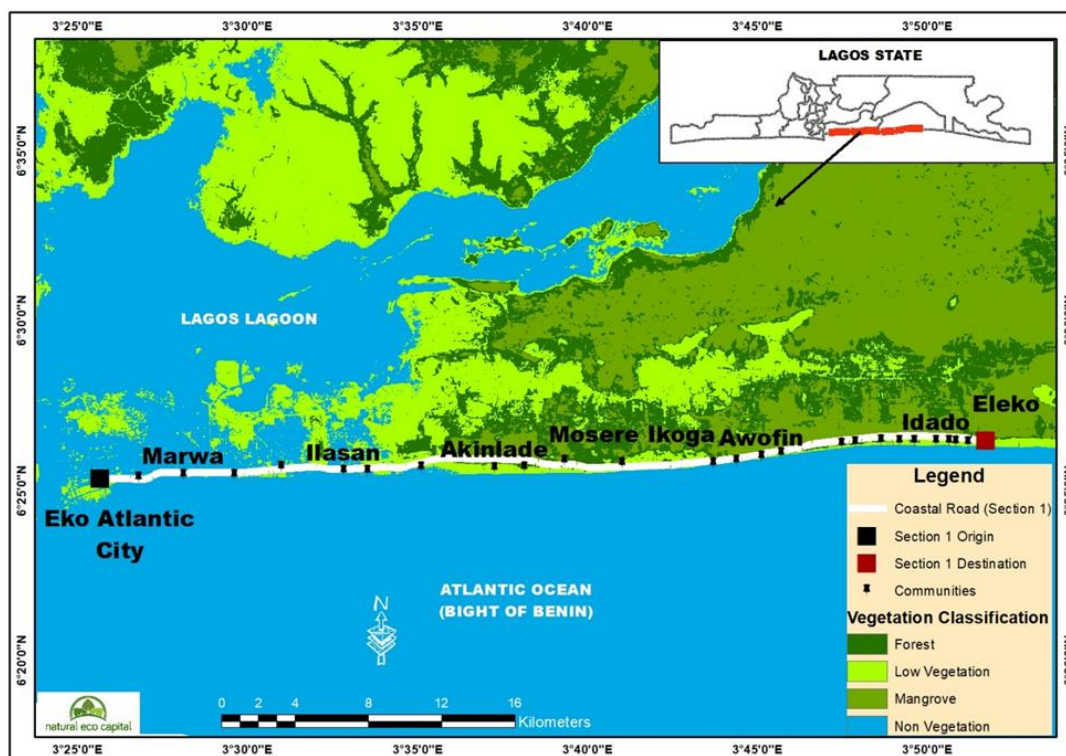 3°25'0"E 3°30'0"E 3°35'0"E 3°40'0"E 3°45'0"E 3°50'0"E
LAGOS STATE
6°35'0"N
6°30'0"N
LAGOS LAGOON
Eleko
Idado
Mosere Ikoga Awofin
Marwa Ilasan Akinlade
6°25'0"N
Eko Atlantic
City
Legend
Coastal Road (Section 1)
Section 1 Origin
Section 1 Destination
Communities
Vegetation Classification
Forest
Low Vegetation
Mangrove
Non Vegetation
ATLANTIC OCEAN
(BIGHT OF BENIN)
N
6°20'0"N
natural eco capital
0 2 4 8 12 16
Kilometers
3°25'0"E 3°30'0"E 3°35'0"E 3°40'0"E 3°45'0"E 3°50'0"E